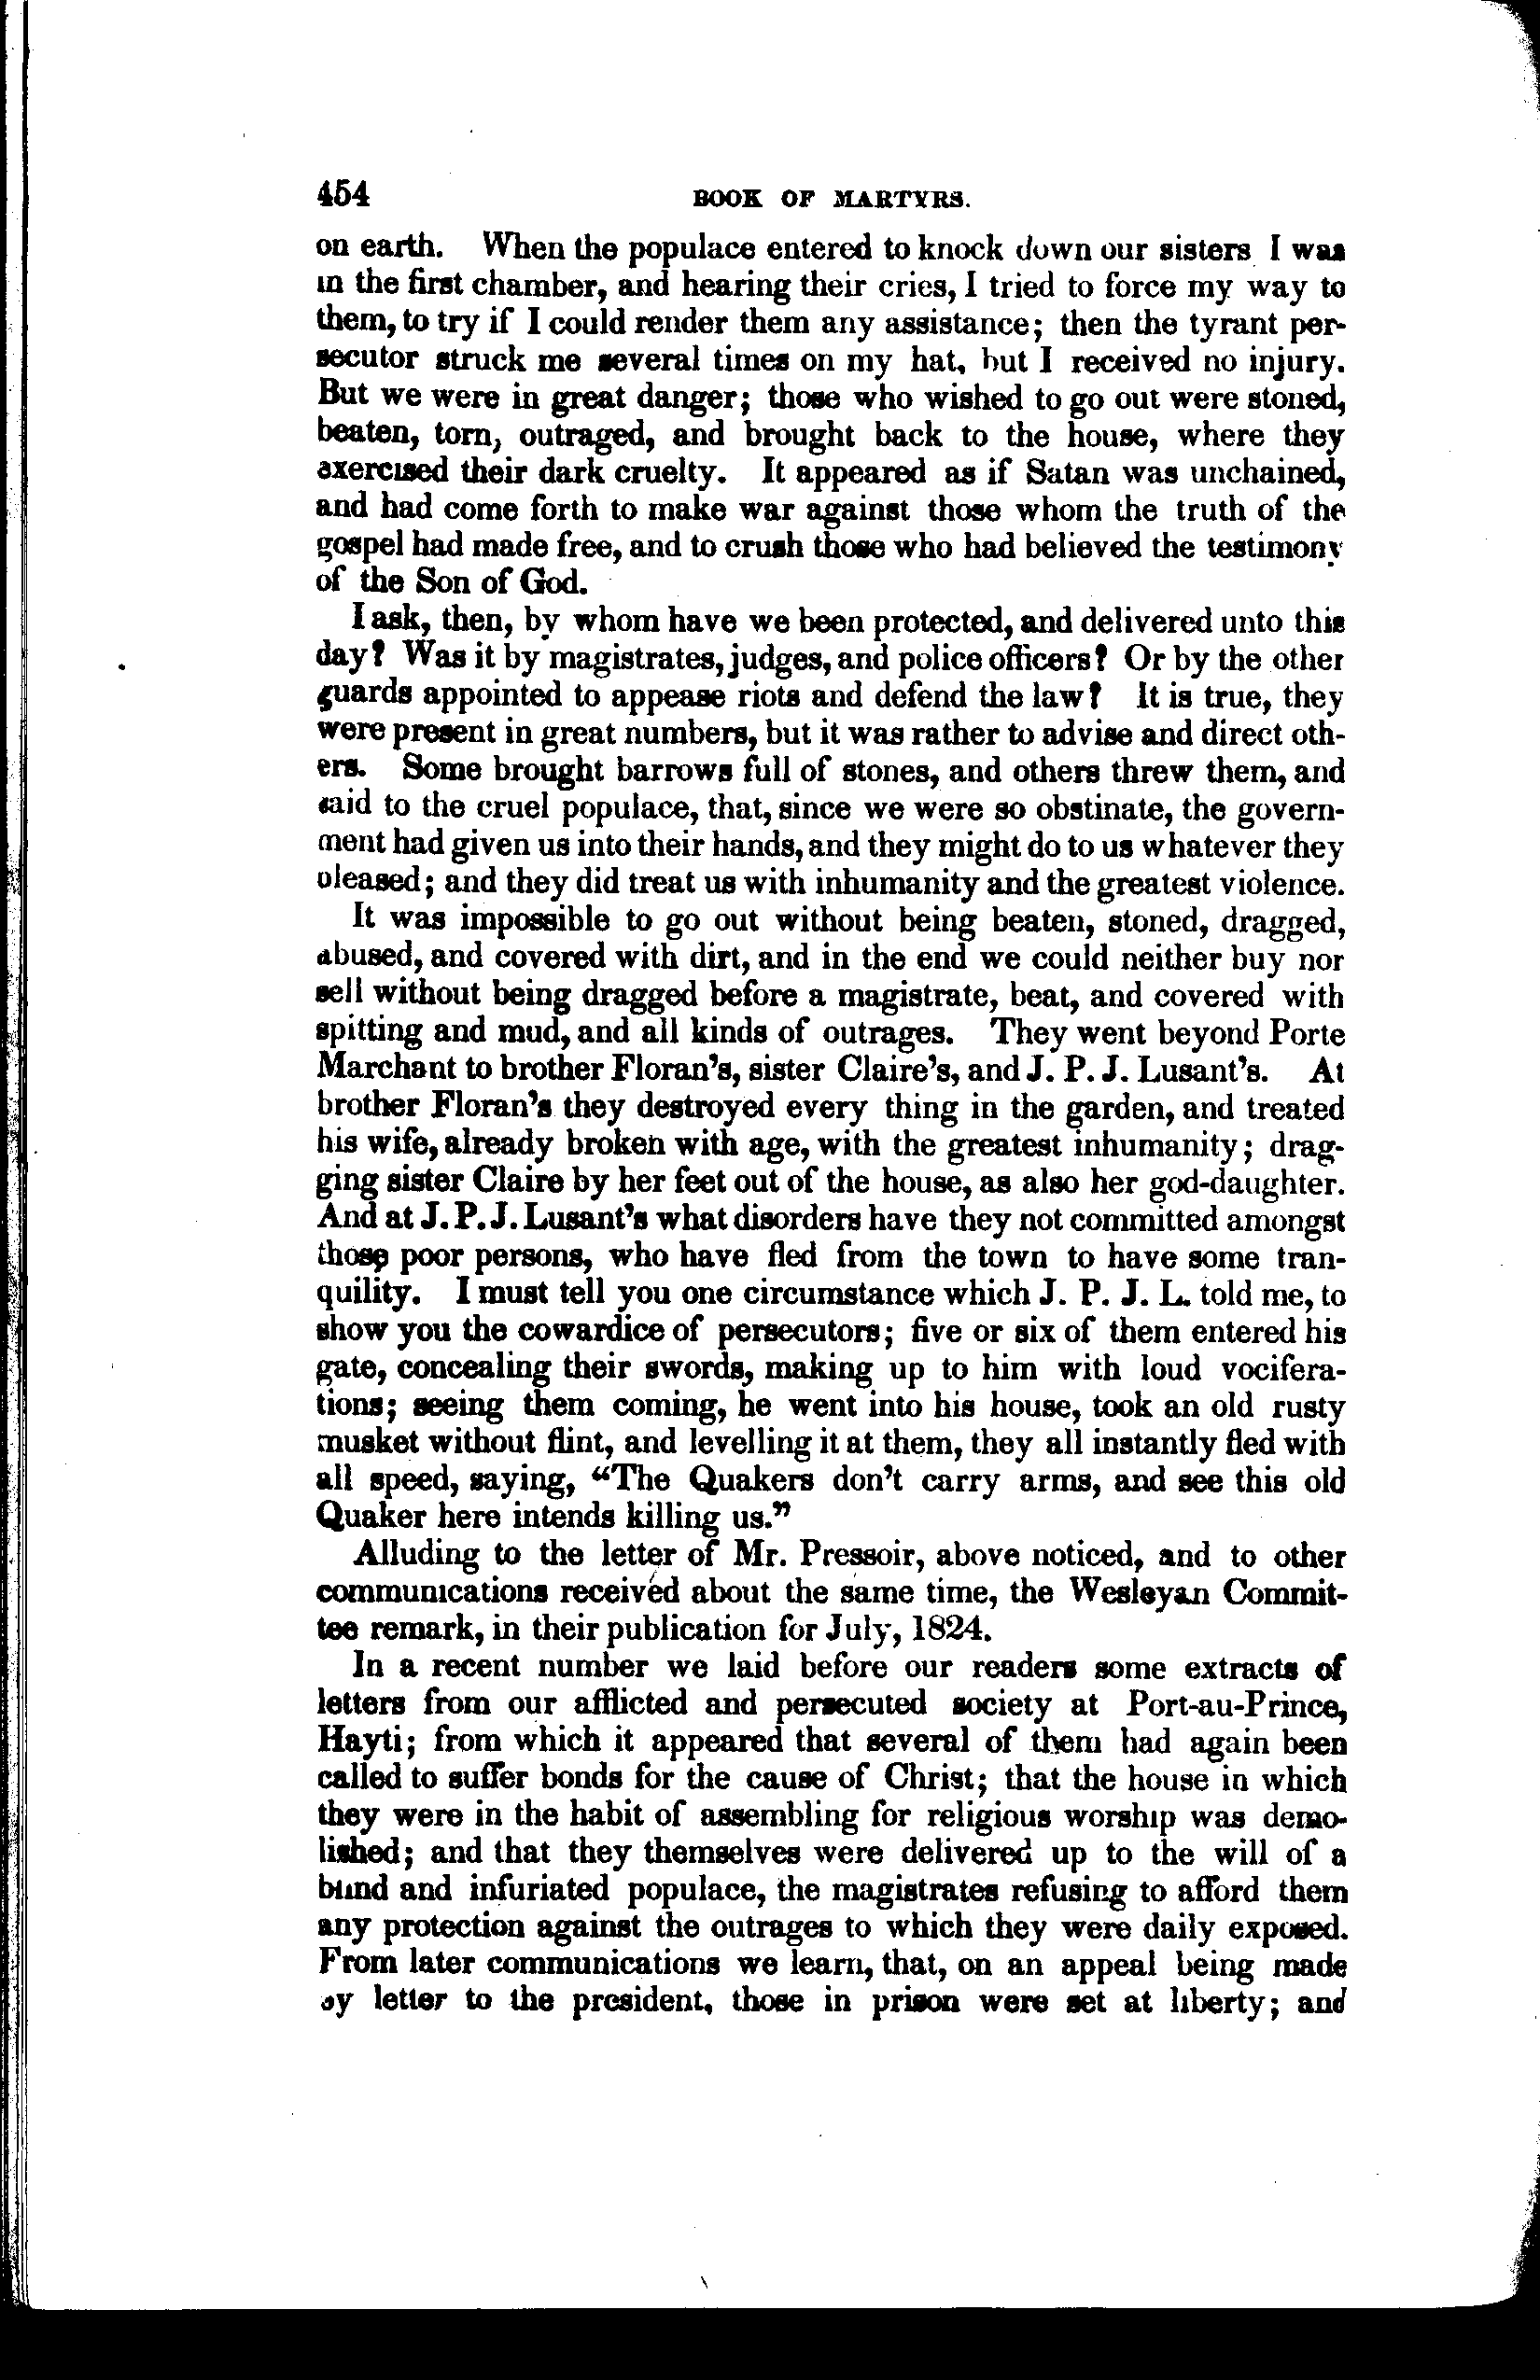 454 BOOK OF MARTYRS.
on earth. When the populace entered to knock down our sisters I was
in the first chamber, and hearing their cries, I tried to force my way to
them, to try if I could render them any assistance; then the tyrant per-
secutor struck me several times on my hat, but I received no injury.
But we were in great danger; those who wished to go out were stoned,
beaten, torn, outraged, and brought back to the house, where they
exercised their dark cruelty. It appeared as if Satan was unchained,
and had come forth to make war against those whom the truth of the
gospel had made free, and to crush those who had believed the testimony
of the Son of God.
I ask, then, by whom have we been protected, and delivered unto this
day? Was it by magistrates, judges, and police officers? Or by the other
guards appointed to appease riots and defend the law? It is true, they
were present in great numbers, but it was rather to advise and direct oth-
ers. Some brought barrows full of stones, and others threw them, and
said to the cruel populace, that, since we were so obstinate, the govern-
ment had given us into their hands, and they might do to us whatever they
pleased; and they did treat us with inhumanity and the greatest violence.
It was impossible to go out without being beaten, stoned, dragged,
abused, and covered with dirt, and in the end we could neither buy nor
sell without being dragged before a magistrate, beat, and covered with
spitting and mud, and all kinds of outrages. They went beyond Porte
Marchant to brother Floran's, sister Claire's, and J. P. J. Lusant's. At
brother Floran's they destroyed every thing in the garden, and treated
his wife, already broken with age, with the greatest inhumanity; drag-
ging sister Claire by her feet out of the house, as also her god-daughter.
And at J. P. J. Lusant's what disorders have they not committed amongst
those poor persons, who have fled from the town to have some tran-
quility. I must tell you one circumstance which J. P. J. L. told me, to
show you the cowardice of persecutors; five or six of them entered his
gate, concealing their swords, making up to him with loud vocifera-
tions; seeing them coming, he went into his house, took an old rusty
musket without flint, and levelling it at them, they all instantly fled with
all speed, saying, "The Quakers don't carry arms, and see this old
Quaker here intends killing us."
Alluding to the letter of Mr. Pressoir, above noticed, and to other
communications received about the same time, the Wesleyan Commit-
tee remark, in their publication for July, 1824.
In a recent number we laid before our readers some extracts of
letters from our afflicted and persecuted society at Port-au-Prince,
Hayti; from which it appeared that several of them had again been
called to suffer bonds for the cause of Christ; that the house in which
they were in the habit of assembling for religious worship was demo-
lished; and that they themselves were delivered up to the will of a
blind and infuriated populace, the magistrates refusing to afford them
any protection against the outrages to which they were daily exposed.
From later communications we learn, that, on an appeal being made
by letter to the president, those in prison were set at liberty; and